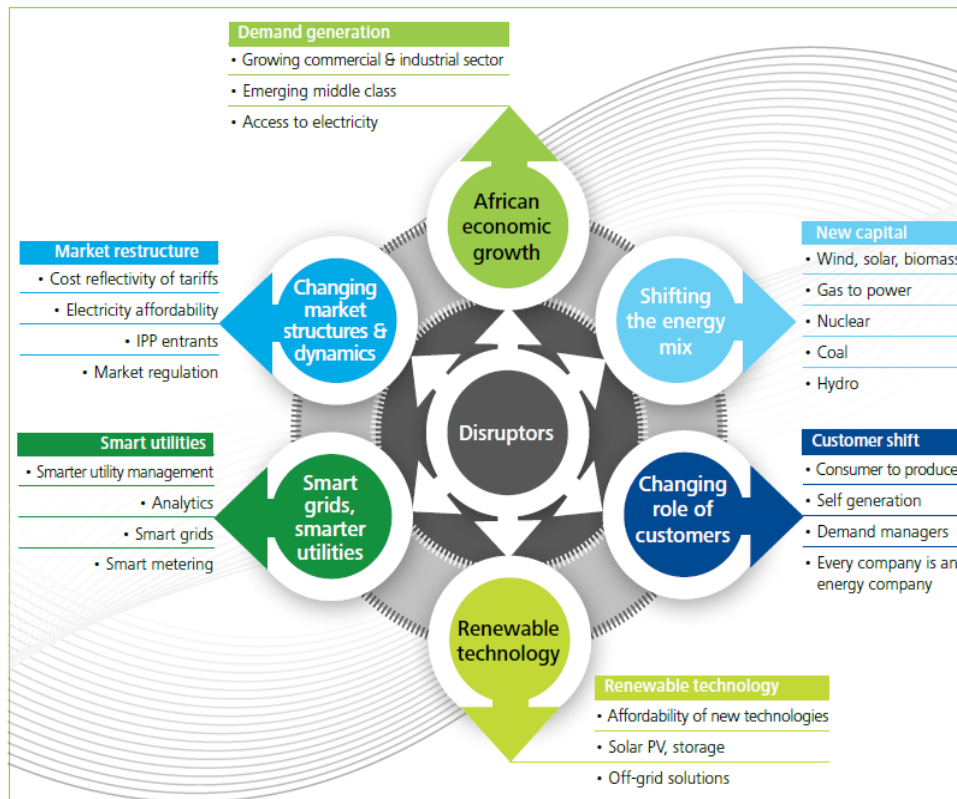 Demand generation
• Growing commercial & industrial sector
• Emerging middle class
• Access to electricity
African
economic
growth
New capital
• Wind, solar, biomass
• Gas to power
• Nuclear
• Coal
• Hydro
Shifting
the energy
mix
Market restructure
• Cost reflectivity of tariffs
• Electricity affordability
• IPP entrants
• Market regulation
Changing
market
structures &
dynamics
Disruptors
Smart utilities
• Smarter utility management
• Analytics
• Smart grids
• Smart metering
Smart
grids,
smarter
utilities
Changing
role of
customers
Customer shift
• Consumer to produce
• Self generation
• Demand managers
• Every company is an
energy company
Renewable
technology
Renewable technology
• Affordability of new technologies
• Solar PV, storage
• Off-grid solutions